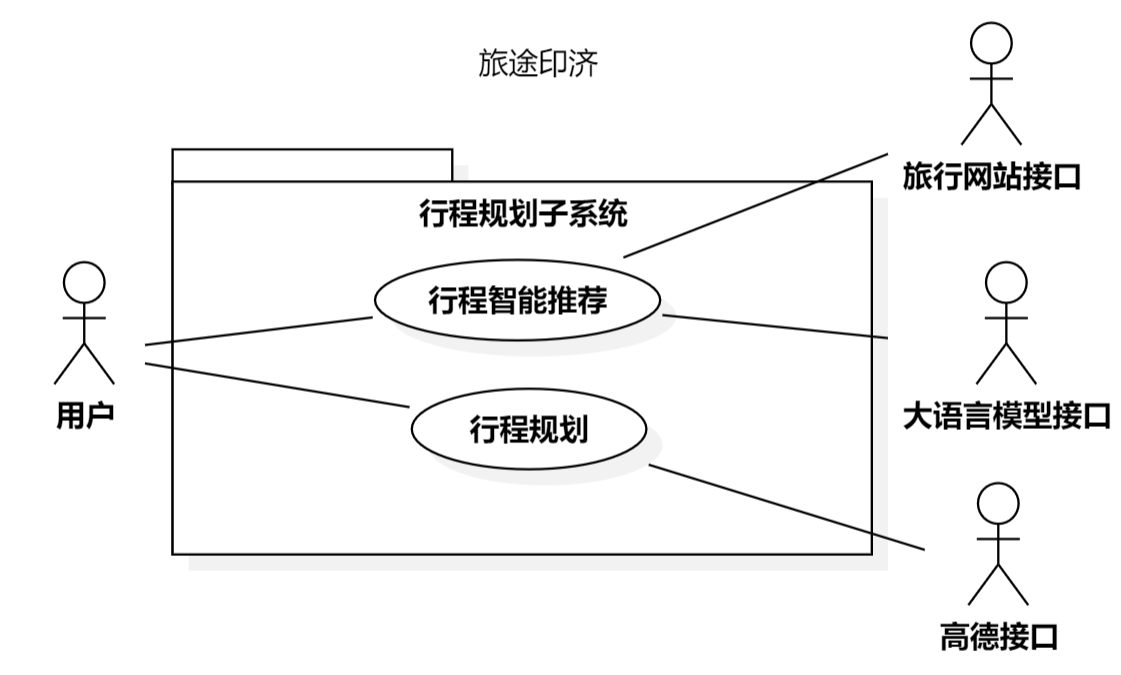 旅途印济
旅行网站接口
行程规划子系统
行程智能推荐
用户
大语言模型接口
行程规划
高德接口